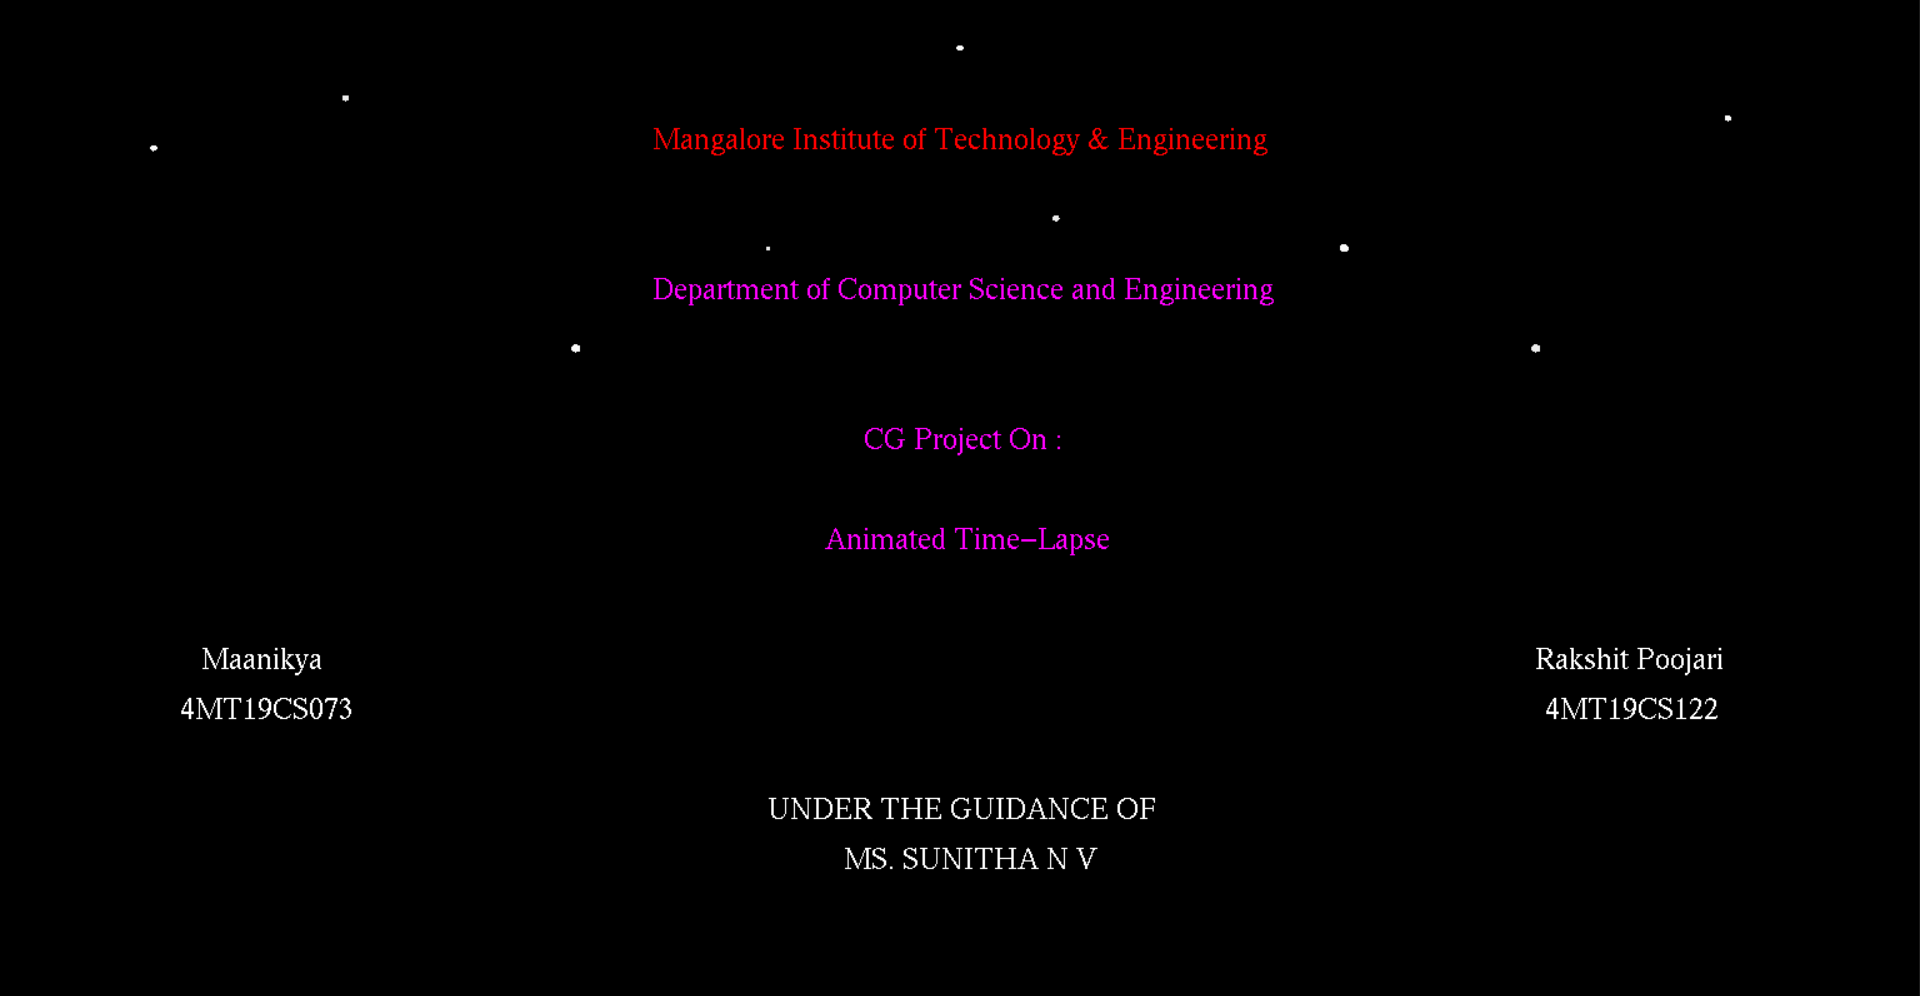 Mangalore Institute of Technology & Engineering
Department of Computer Science and Engineering
CG Project On :
Animated Time-Lapse
Maanikya
Rakshit Poojari
4MT19CS073
4MT19CS122
UNDER THE GUIDANCE OF
MS. SUNITHA N V